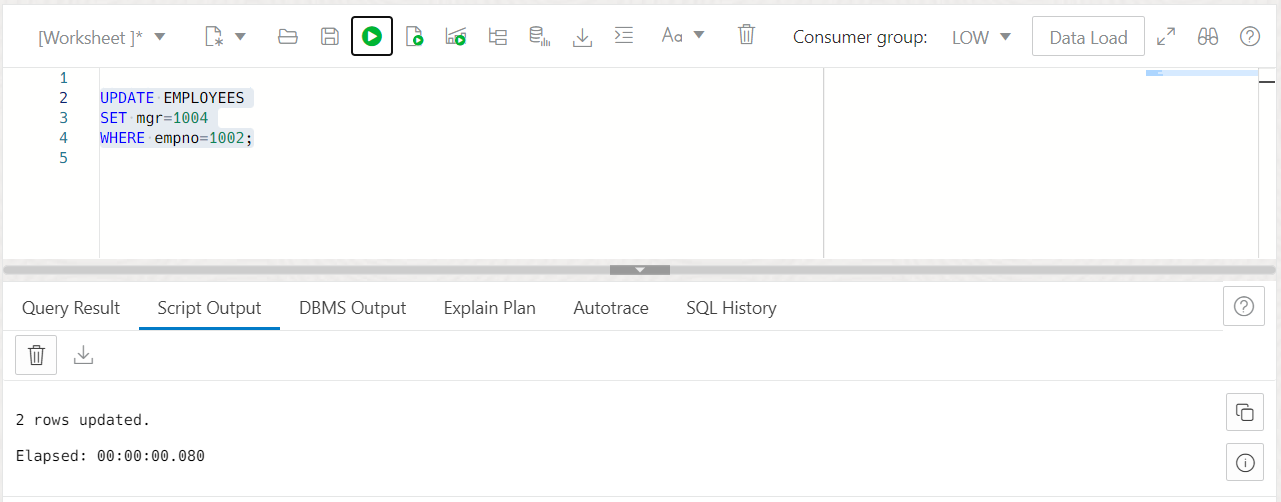 [Worksheet ]* Aa Consumer group: LOW Data Load
1
2 UPDATE EMPLOYEES
3 SET mgr=1004
4 WHERE empno=1002;
5
Query Result Script Output DBMS Output Explain Plan Autotrace SQL History
2 rows updated.
Elapsed: 00:00:00.080